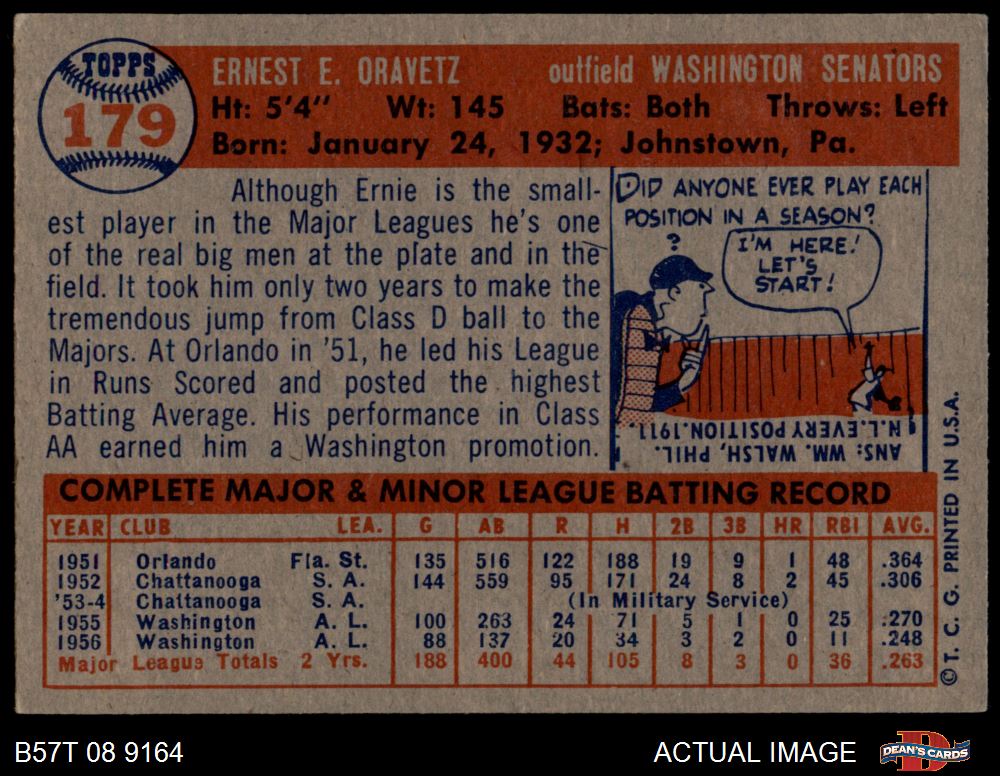 TOPPS
179
ERNEST E. ORAVETZ outfield WASHINGTON SENATORS
Ht: 5'4" Wt: 145 Bats: Both Throws: Left
Born: January 24, 1932; Johnstown, Pa.
Although Ernie is the small-
est player in the Major Leagues he's one
of the real big men at the plate and in the
field. It took him only two years to make the
tremendous jump from Class D ball to the
Majors. At Orlando in '51, he led his League
in Runs Scored and posted the highest
Batting Average. His performance in Class
AA earned him a Washington promotion.
DID ANYONE EVER PLAY EACH
POSITION IN A SEASON?
?
I'M HERE!
LET'S
START!
ANS: WM. WALSH, PHIL.
N.L. EVERY POSITION. 1911.
COMPLETE MAJOR & MINOR LEAGUE BATTING RECORD
YEAR CLUB LEA. G AB R H 2B 3B HR RBI AVG.
1951 Orlando Fla. St. 135 516 122 188 19 9 1 48 .364
1952 Chattanooga S. A. 144 559 95 171 24 8 2 45 .306
'53-4 Chattanooga S. A. (In Military Service)
1955 Washington A. L. 100 263 24 71 5 1 0 25 .270
1956 Washington A. L. 88 137 20 34 3 2 0 11 .248
Major League Totals 2 Yrs. 188 400 44 105 8 3 0 36 .263
©T. C. G. PRINTED IN U.S.A.
B57T 08 9164
ACTUAL IMAGE
D
DEAN'S CARDS